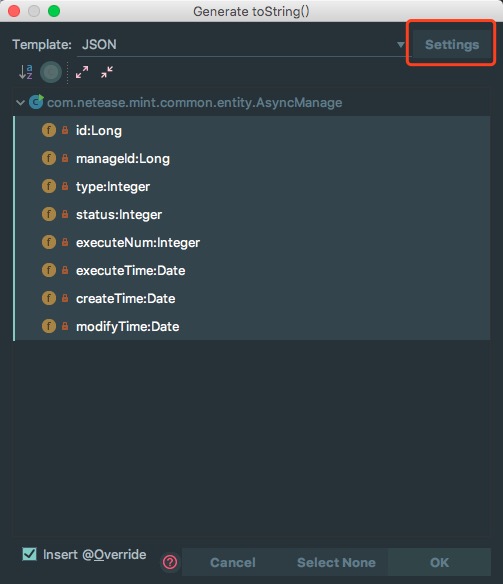 Generate toString()
Template: JSON Settings
com.netease.mint.common.entity.AsyncManage
id:Long
manageId:Long
type:Integer
status:Integer
executeNum:Integer
executeTime:Date
createTime:Date
modifyTime:Date
Insert @Override
Cancel Select None OK